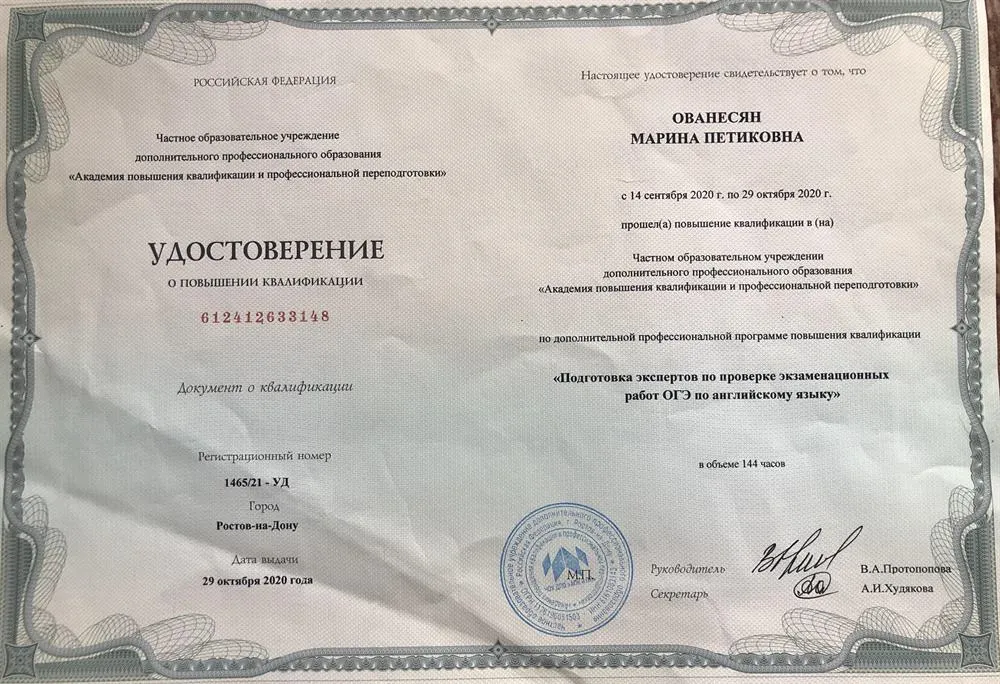 РОССИЙСКАЯ ФЕДЕРАЦИЯ
Частное образовательное учреждение
дополнительного профессионального образования
«Академия повышения квалификации и профессиональной переподготовки»
УДОСТОВЕРЕНИЕ
О ПОВЫШЕНИИ КВАЛИФИКАЦИИ
612412633148
Документ о квалификации
Регистрационный номер
1465/21 - УД
Город
Ростов-на-Дону
Дата выдачи
29 октября 2020 года
Настоящее удостоверение свидетельствует о том, что
ОВАНЕСЯН
МАРИНА ПЕТИКОВНА
с 14 сентября 2020 г. по 29 октября 2020 г.
прошел(а) повышение квалификации в (на)
Частном образовательном учреждении
дополнительного профессионального образования
«Академия повышения квалификации и профессиональной переподготовки»
по дополнительной профессиональной программе повышения квалификации
«Подготовка экспертов по проверке экзаменационных
работ ОГЭ по английскому языку»
в объеме 144 часов
М.П.
Руководитель
В.А.Протопопова
Секретарь
А.И.Худякова